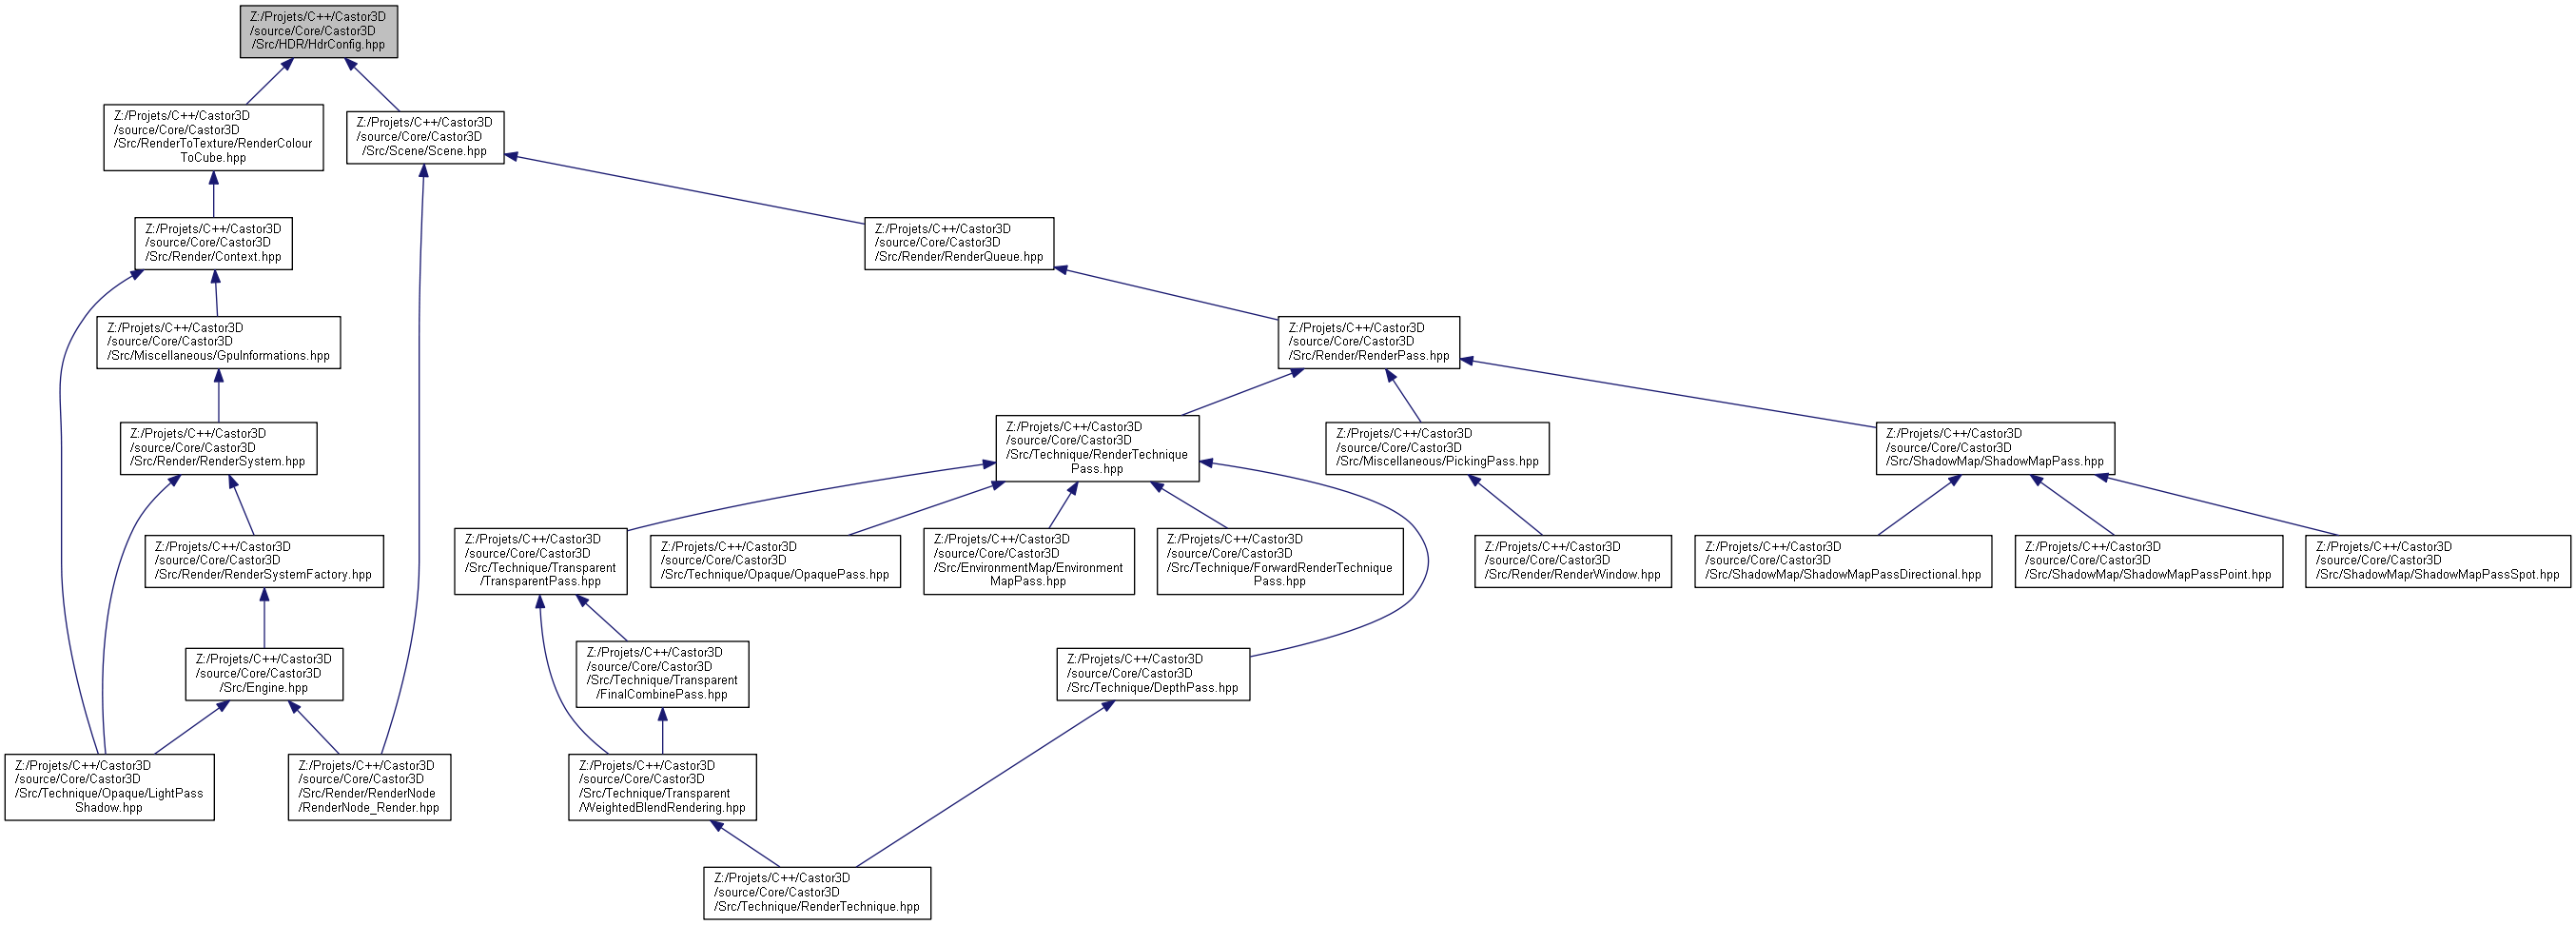 Z:/Projets/C++/Castor3D
/source/Core/Castor3D
/Src/HDR/HdrConfig.hpp
Z:/Projets/C++/Castor3D
/source/Core/Castor3D
/Src/RenderToTexture/RenderColour
ToCube.hpp
Z:/Projets/C++/Castor3D
/source/Core/Castor3D
/Src/Scene/Scene.hpp
Z:/Projets/C++/Castor3D
/source/Core/Castor3D
/Src/Render/Context.hpp
Z:/Projets/C++/Castor3D
/source/Core/Castor3D
/Src/Render/RenderQueue.hpp
Z:/Projets/C++/Castor3D
/source/Core/Castor3D
/Src/Miscellaneous/GpuInformations.hpp
Z:/Projets/C++/Castor3D
/source/Core/Castor3D
/Src/Render/RenderPass.hpp
Z:/Projets/C++/Castor3D
/source/Core/Castor3D
/Src/Render/RenderSystem.hpp
Z:/Projets/C++/Castor3D
/source/Core/Castor3D
/Src/Technique/RenderTechnique
Pass.hpp
Z:/Projets/C++/Castor3D
/source/Core/Castor3D
/Src/Miscellaneous/PickingPass.hpp
Z:/Projets/C++/Castor3D
/source/Core/Castor3D
/Src/ShadowMap/ShadowMapPass.hpp
Z:/Projets/C++/Castor3D
/source/Core/Castor3D
/Src/Render/RenderSystemFactory.hpp
Z:/Projets/C++/Castor3D
/source/Core/Castor3D
/Src/Technique/Transparent
/TransparentPass.hpp
Z:/Projets/C++/Castor3D
/source/Core/Castor3D
/Src/Technique/Opaque/OpaquePass.hpp
Z:/Projets/C++/Castor3D
/source/Core/Castor3D
/Src/EnvironmentMap/Environment
MapPass.hpp
Z:/Projets/C++/Castor3D
/source/Core/Castor3D
/Src/Technique/ForwardRenderTechnique
Pass.hpp
Z:/Projets/C++/Castor3D
/source/Core/Castor3D
/Src/Render/RenderWindow.hpp
Z:/Projets/C++/Castor3D
/source/Core/Castor3D
/Src/ShadowMap/ShadowMapPassDirectional.hpp
Z:/Projets/C++/Castor3D
/source/Core/Castor3D
/Src/ShadowMap/ShadowMapPassPoint.hpp
Z:/Projets/C++/Castor3D
/source/Core/Castor3D
/Src/ShadowMap/ShadowMapPassSpot.hpp
Z:/Projets/C++/Castor3D
/source/Core/Castor3D
/Src/Engine.hpp
Z:/Projets/C++/Castor3D
/source/Core/Castor3D
/Src/Technique/Transparent
/FinalCombinePass.hpp
Z:/Projets/C++/Castor3D
/source/Core/Castor3D
/Src/Technique/DepthPass.hpp
Z:/Projets/C++/Castor3D
/source/Core/Castor3D
/Src/Technique/Opaque/LightPass
Shadow.hpp
Z:/Projets/C++/Castor3D
/source/Core/Castor3D
/Src/Render/RenderNode
/RenderNode_Render.hpp
Z:/Projets/C++/Castor3D
/source/Core/Castor3D
/Src/Technique/Transparent
/WeightedBlendRendering.hpp
Z:/Projets/C++/Castor3D
/source/Core/Castor3D
/Src/Technique/RenderTechnique.hpp